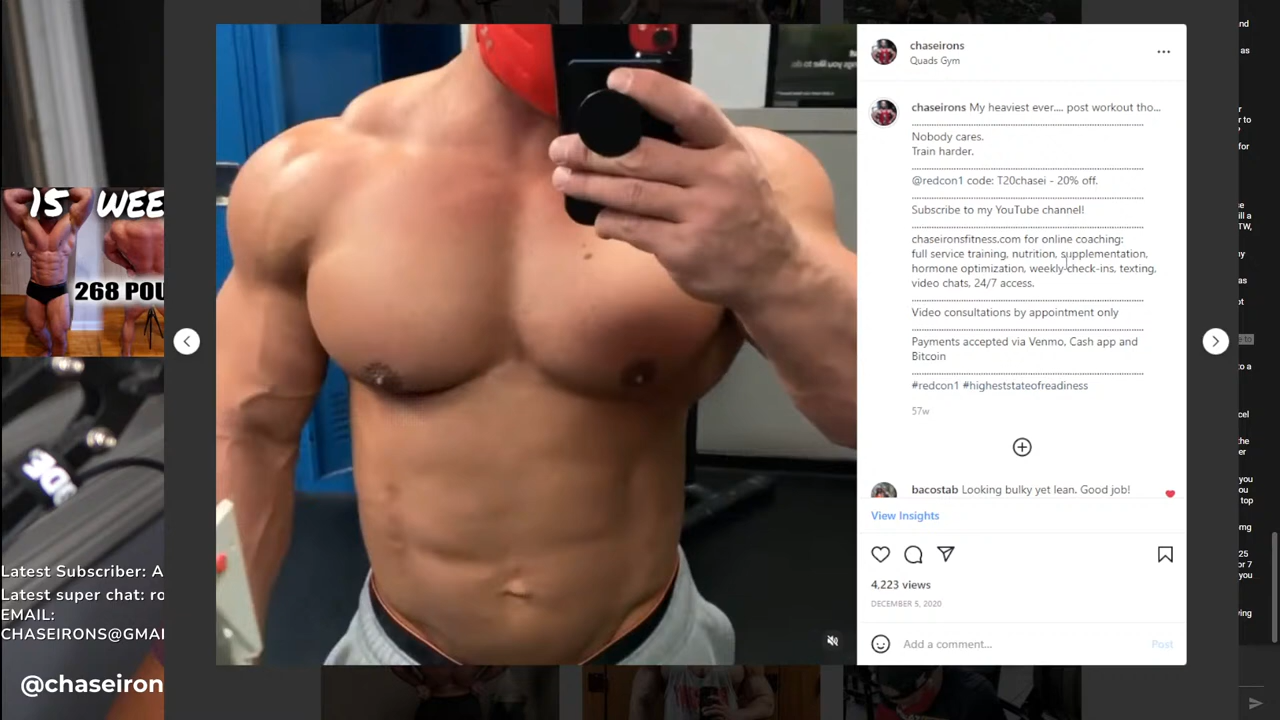 15 WEE
268 POU
Latest Subscriber: A
Latest super chat: ro
EMAIL:
CHASEIRONS@GMAI
@chaseiron
chaseirons
Quads Gym
chaseirons My heaviest ever.... post workout tho...
Nobody cares.
Train harder.
@redcon1 code: T20chasei - 20% off.
Subscribe to my YouTube channel!
chaseironsfitness.com for online coaching:
full service training, nutrition, supplementation,
hormone optimization, weekly check-ins, texting,
video chats, 24/7 access.
Video consultations by appointment only
Payments accepted via Venmo, Cash app and
Bitcoin
#redcon1 #higheststateofreadiness
57w
bacostab Looking bulky yet lean. Good job!
View Insights
4,223 views
DECEMBER 5, 2020
Add a comment...
Post